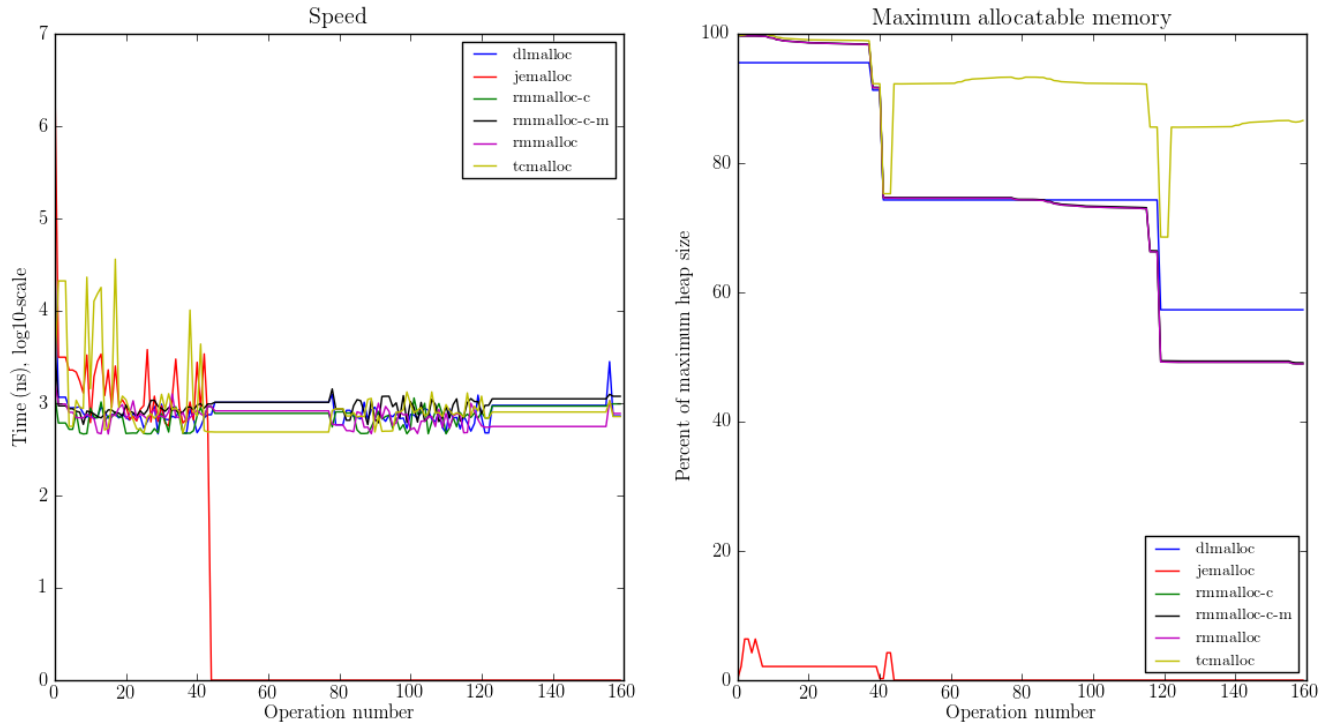 Speed
7
6
5
4
3
2
1
0
Time (ns), log10-scale
dlmalloc
jemalloc
rmmalloc-c
rmmalloc-c-m
rmmalloc
tcmalloc
0 20 40 60 80 100 120 140 160
Operation number
Maximum allocatable memory
100
80
60
40
20
0
Percent of maximum heap size
dlmalloc
jemalloc
rmmalloc-c
rmmalloc-c-m
rmmalloc
tcmalloc
0 20 40 60 80 100 120 140 160
Operation number